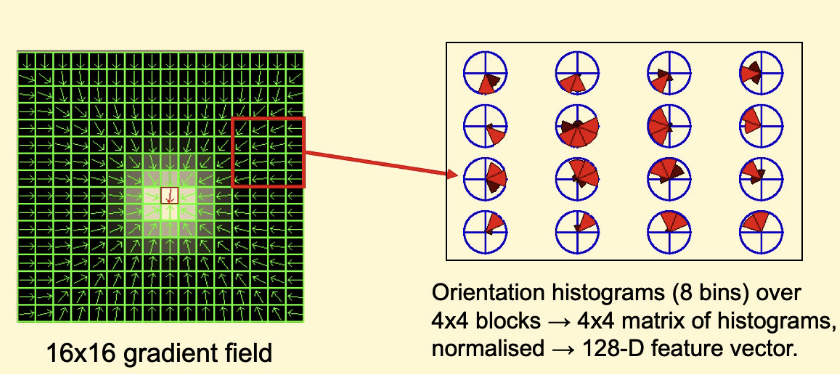 16x16 gradient field
Orientation histograms (8 bins) over
4x4 blocks → 4x4 matrix of histograms,
normalised → 128-D feature vector.